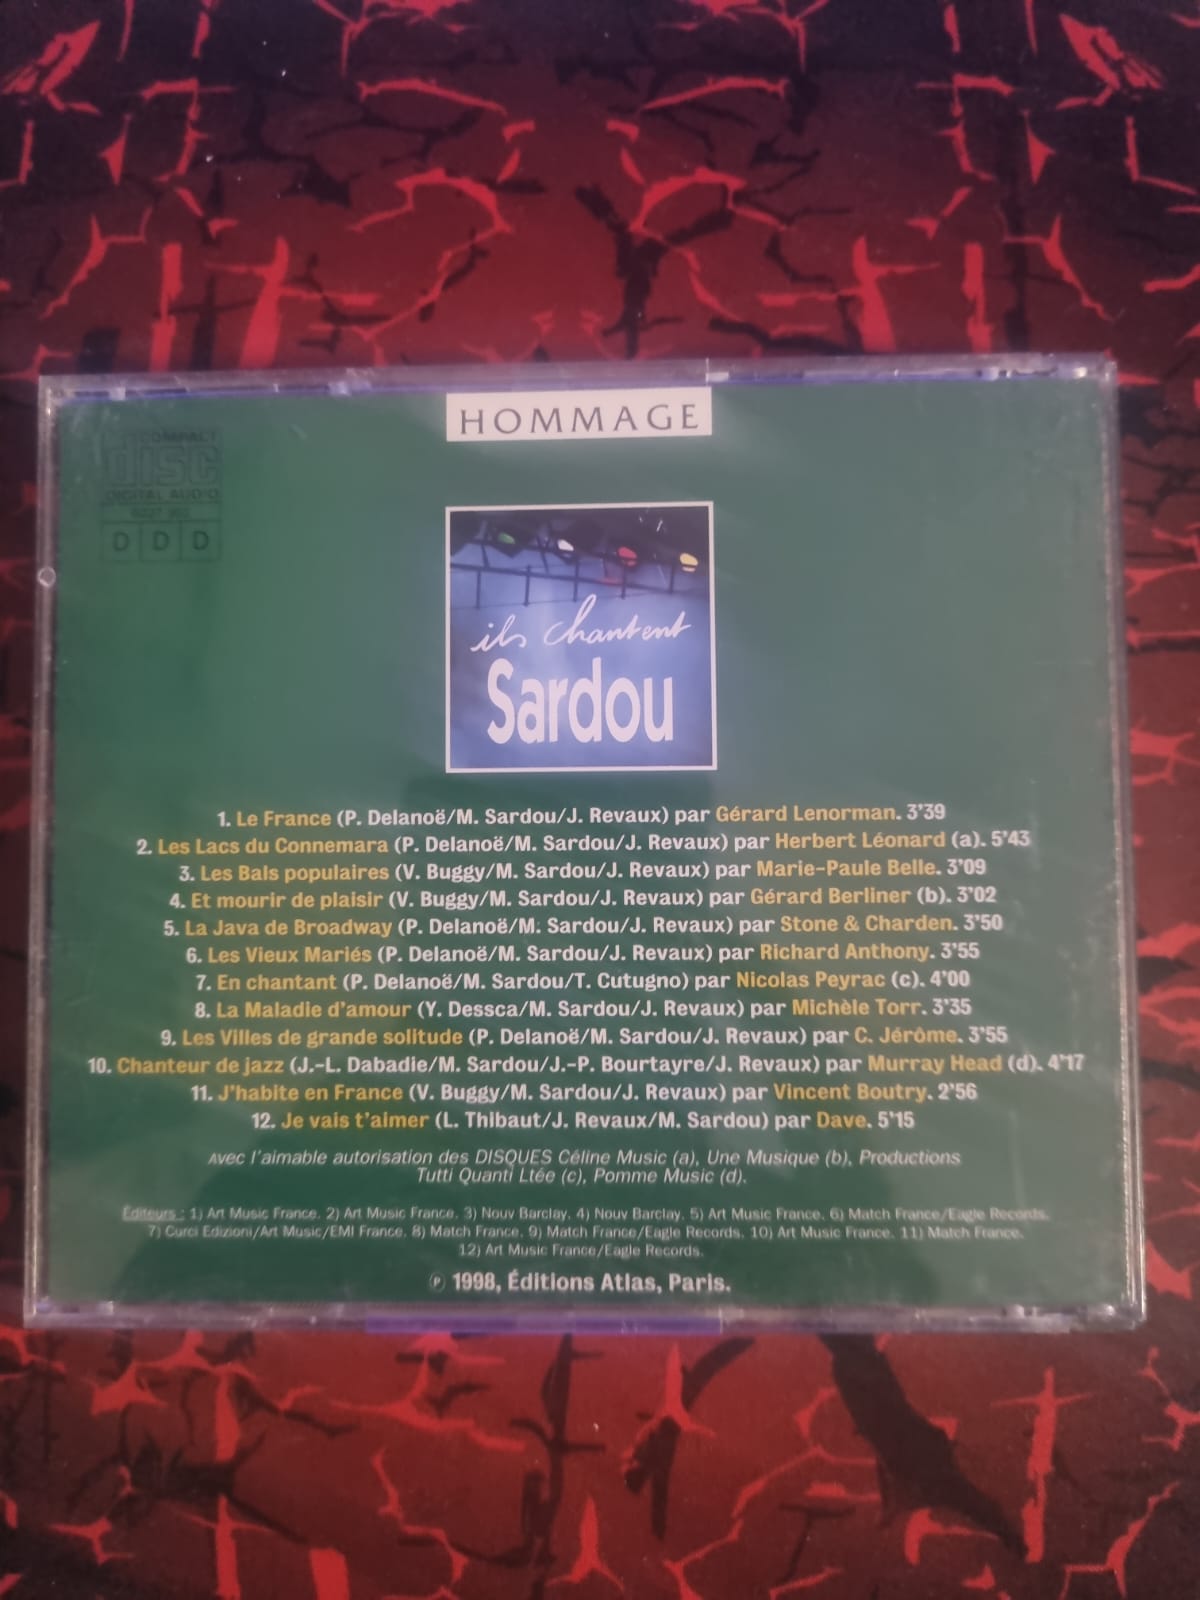 HOMMAGE
COMPACT
disc
DIGITAL AUDIO
D D D
ils chantent
Sardou
1. Le France (P. Delanoë/M. Sardou/J. Revaux) par Gérard Lenorman. 3'39
2. Les Lacs du Connemara (P. Delanoë/M. Sardou/J. Revaux) par Herbert Léonard (a). 5'43
3. Les Bals populaires (V. Buggy/M. Sardou/J. Revaux) par Marie-Paule Belle. 3'09
4. Et mourir de plaisir (V. Buggy/M. Sardou/J. Revaux) par Gérard Berliner (b). 3'02
5. La Java de Broadway (P. Delanoë/M. Sardou/J. Revaux) par Stone & Charden. 3'50
6. Les Vieux Mariés (P. Delanoë/M. Sardou/J. Revaux) par Richard Anthony. 3'55
7. En chantant (P. Delanoë/M. Sardou/T. Cutugno) par Nicolas Peyrac (c). 4'00
8. La Maladie d'amour (Y. Dessca/M. Sardou/J. Revaux) par Michèle Torr. 3'35
9. Les Villes de grande solitude (P. Delanoë/M. Sardou/J. Revaux) par C. Jérôme. 3'55
10. Chanteur de jazz (J.-L. Dabadie/M. Sardou/J.-P. Bourtayre/J. Revaux) par Murray Head (d). 4'17
11. J'habite en France (V. Buggy/M. Sardou/J. Revaux) par Vincent Boutry. 2'56
12. Je vais t'aimer (L. Thibaut/J. Revaux/M. Sardou) par Dave. 5'15
Avec l'aimable autorisation des DISQUES Céline Music (a), Une Musique (b), Productions
Tutti Quanti Ltée (c), Pomme Music (d).
Éditeurs : 1) Art Music France. 2) Art Music France. 3) Nouv Barclay. 4) Nouv Barclay. 5) Art Music France. 6) Match France/Eagle Records.
7) Curci Edizioni/Art Music/EMI France. 8) Match France. 9) Match France/Eagle Records. 10) Art Music France. 11) Match France.
12) Art Music France/Eagle Records.
℗ 1998, Éditions Atlas, Paris.